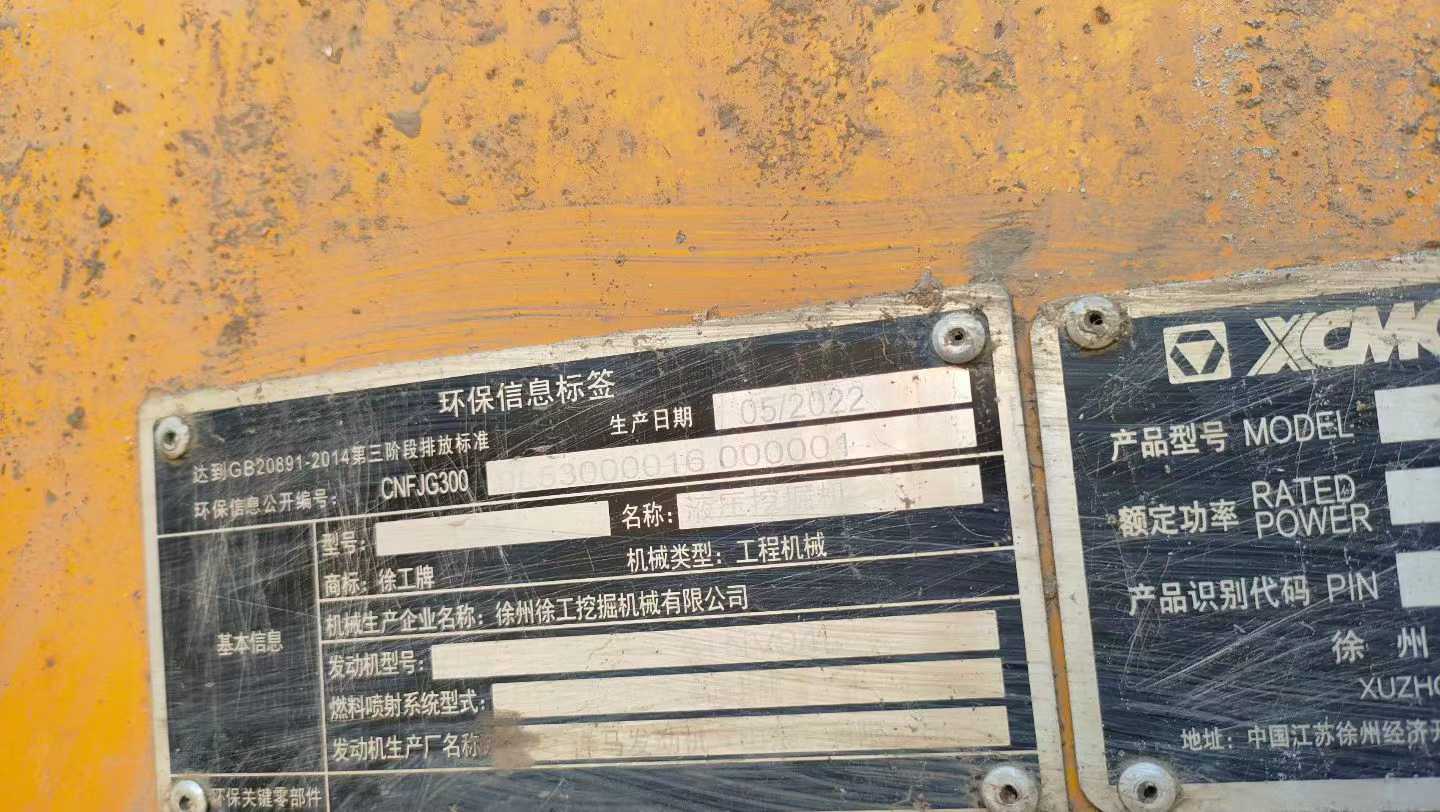 环保信息标签
生产日期 05/2022
达到GB20891-2014第三阶段排放标准
环保信息公开编号: CNFJG300 000001
型号: 名称: 液压挖掘机
商标: 徐工牌 机械类型: 工程机械
机械生产企业名称: 徐州徐工挖掘机械有限公司
基本信息
发动机型号:
燃料喷射系统型式:
发动机生产厂名称
环保关键零部件
XCMG
产品型号 MODEL
额定功率 RATED POWER
产品识别代码 PIN
徐州
XUZHO
地址: 中国江苏徐州经济开